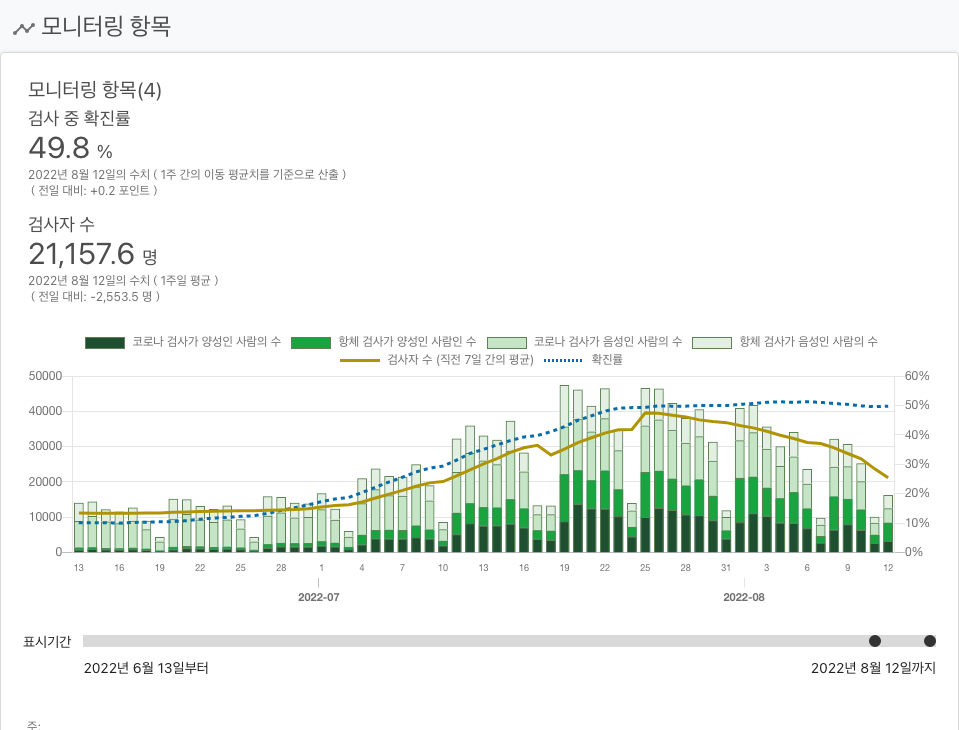 모니터링 항목
모니터링 항목(4)
검사 중 확진률
49.8 %
2022년 8월 12일의 수치 ( 1주 간의 이동 평균치를 기준으로 산출 )
( 전일 대비: +0.2 포인트 )
검사자 수
21,157.6 명
2022년 8월 12일의 수치 ( 1주일 평균 )
( 전일 대비: -2,553.5 명 )
코로나 검사가 양성인 사람의 수 항체 검사가 양성인 사람인 수 코로나 검사가 음성인 사람의 수 항체 검사가 음성인 사람의 수
검사자 수 (직전 7일 간의 평균) 확진률
50000 60%
40000 50%
30000 40%
20000 30%
10000 20%
0 10%
0%
13 16 19 22 25 28 1 4 7 10 13 16 19 22 25 28 31 3 6 9 12
2022-07 2022-08
표시기간
2022년 6월 13일부터 2022년 8월 12일까지
주: